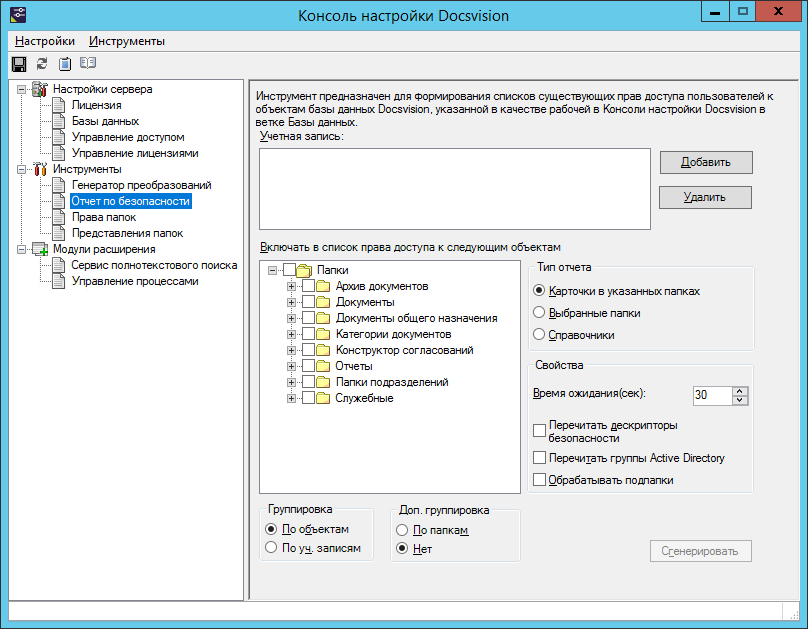 Консоль настройки Docsvision
Настройки Инструменты
Настройки сервера
Лицензия
Базы данных
Управление доступом
Управление лицензиями
Инструменты
Генератор преобразований
Отчет по безопасности
Права папок
Представления папок
Модули расширения
Сервис полнотекстового поиска
Управление процессами
Инструмент предназначен для формирования списков существующих прав доступа пользователей к
объектам базы данных Docsvision, указанной в качестве рабочей в Консоли настройки Docsvision в
ветке Базы данных.
Учетная запись:
Добавить
Удалить
Включать в список права доступа к следующим объектам
Папки
Архив документов
Документы
Документы общего назначения
Категории документов
Конструктор согласований
Отчеты
Папки подразделений
Служебные
Тип отчета
Карточки в указанных папках
Выбранные папки
Справочники
Свойства
Время ожидания(сек):
30
Перечитать дескрипторы
безопасности
Перечитать группы Active Directory
Обрабатывать подпапки
Группировка
По объектам
По уч. записям
Доп. группировка
По папкам
Нет
Сгенерировать